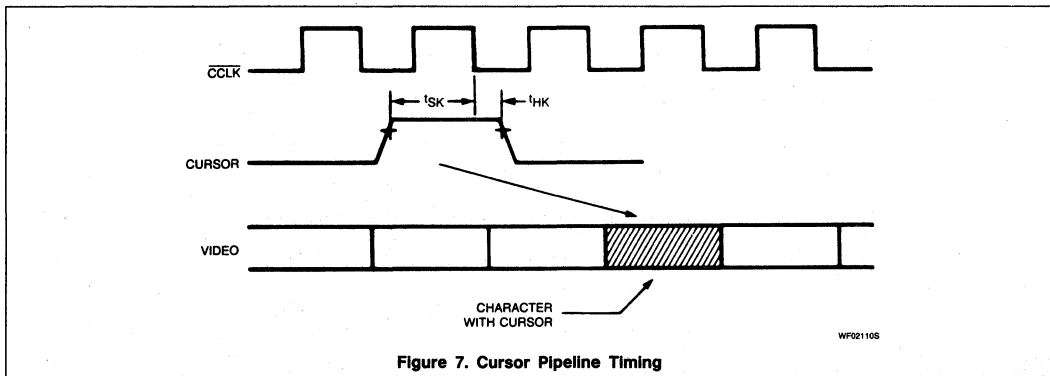 CCLK
tSK
tHK
CURSOR
VIDEO
CHARACTER
WITH CURSOR
WF02110S
Figure 7. Cursor Pipeline Timing